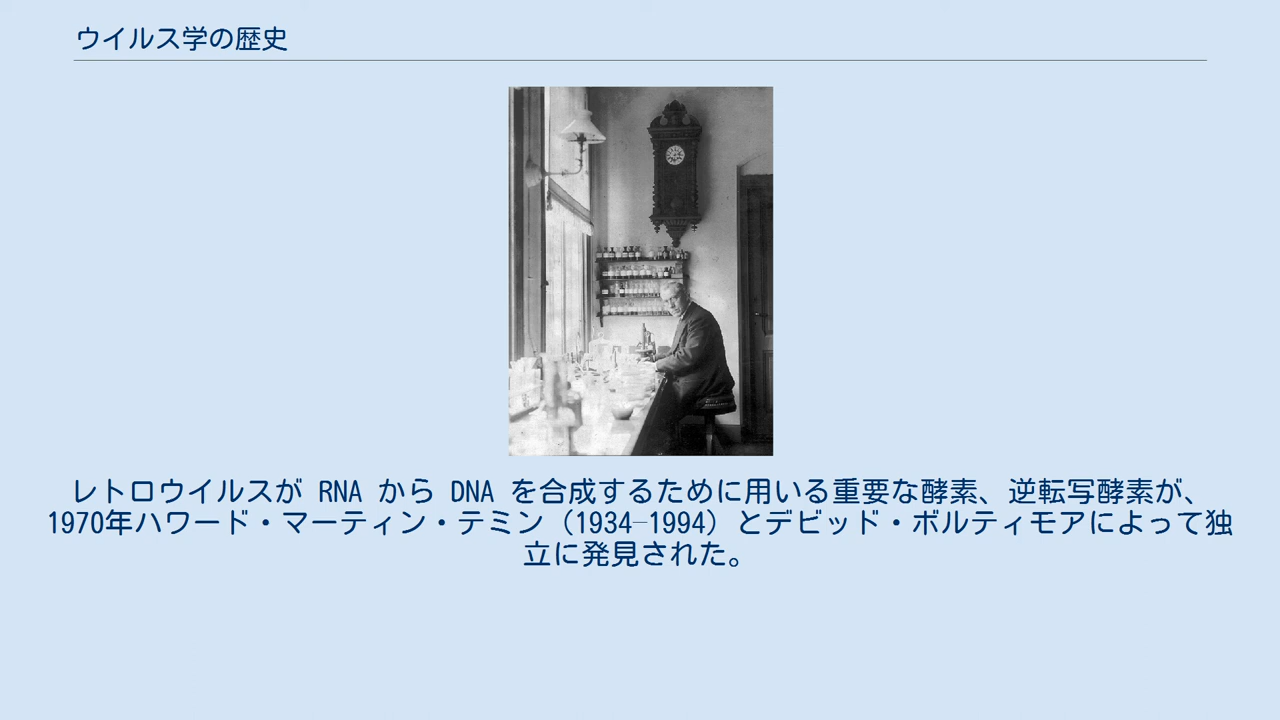 ウイルス学の歴史
レトロウイルスが RNA から DNA を合成するために用いる重要な酵素、逆転写酵素が、
1970年ハワード・マーティン・テミン（1934–1994）とデビッド・ボルティモアによって独
立に発見された。